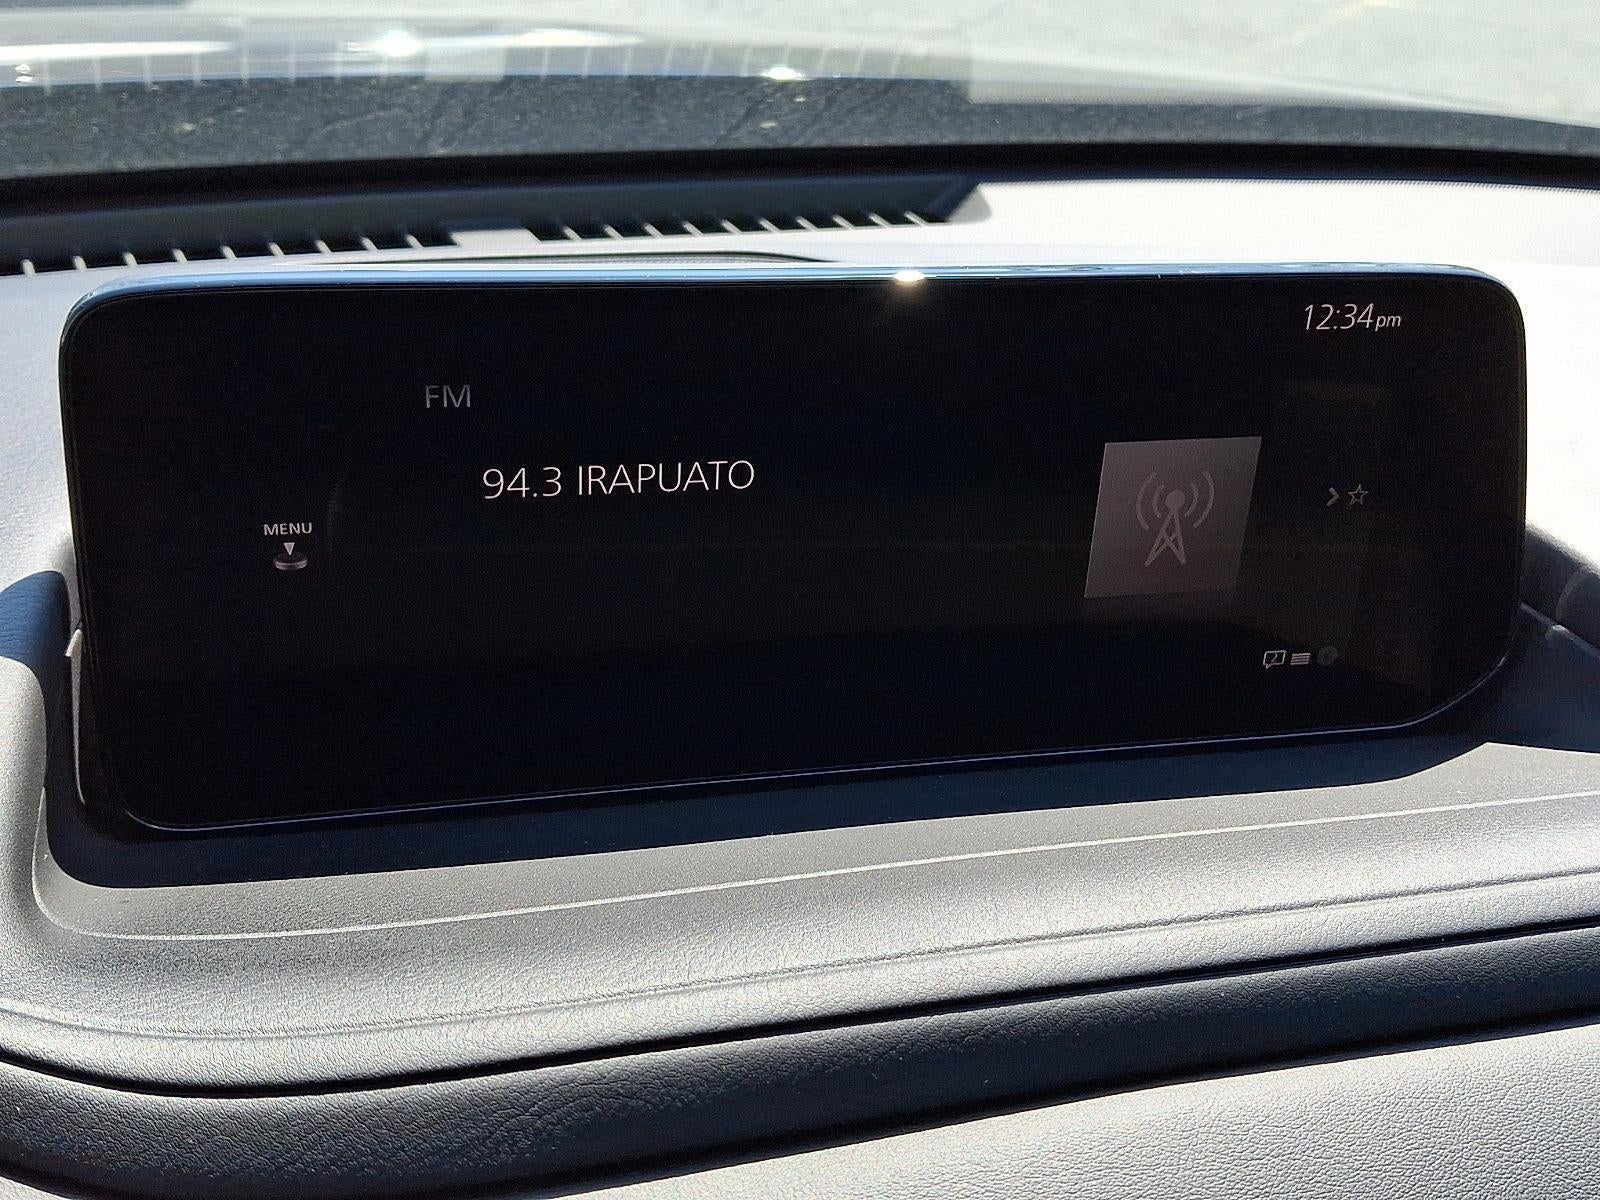 12:34pm
FM
94.3 IRAPUATO
MENU